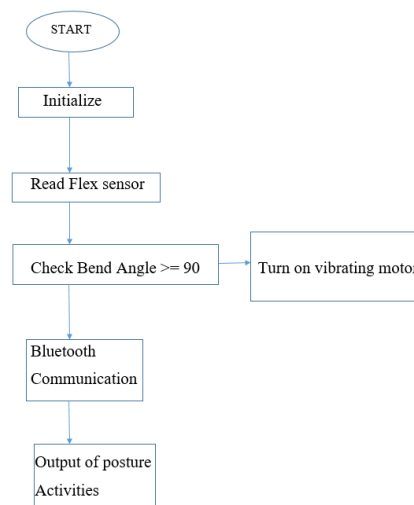 START
Initialize
Read Flex sensor
Check Bend Angle >= 90
Turn on vibrating motor
Bluetooth
Communication
Output of posture
Activities